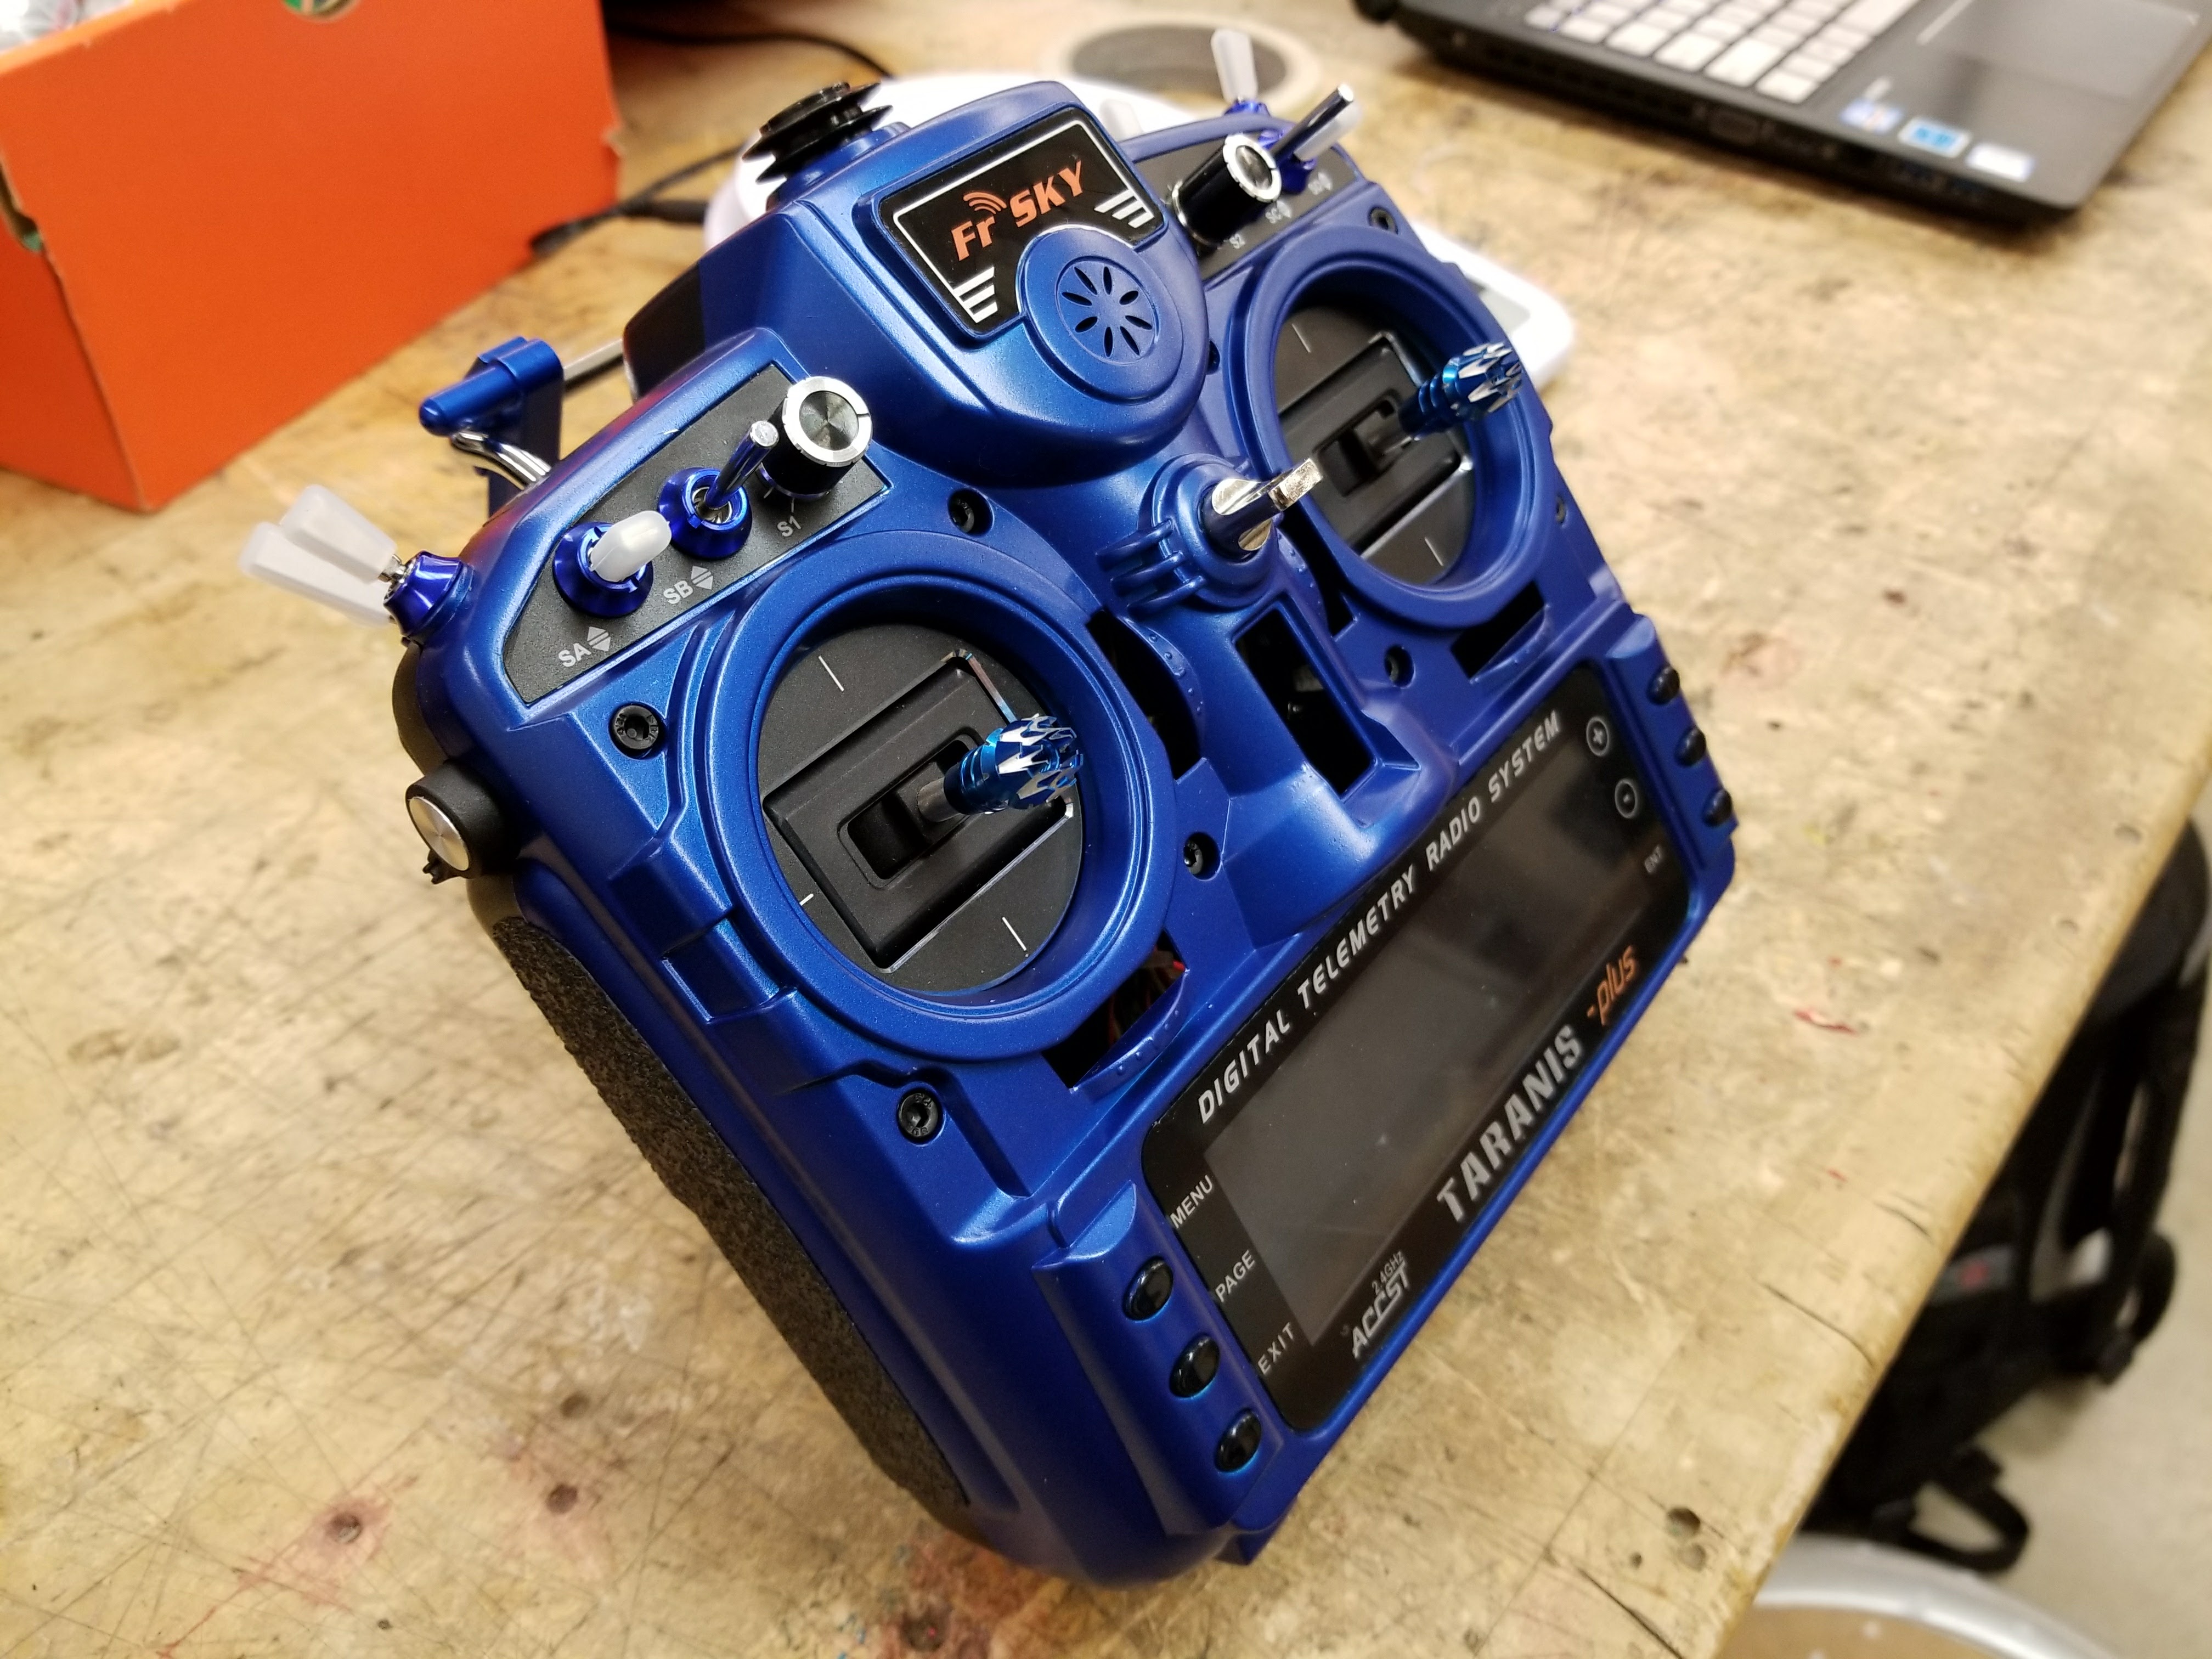 FrSKY
S2
SC
S1
SB
SA
DIGITAL TELEMETRY RADIO SYSTEM
+
-
ENT
MENU
PAGE
EXIT
TARANIS -plus
2.4GHz
ACCST